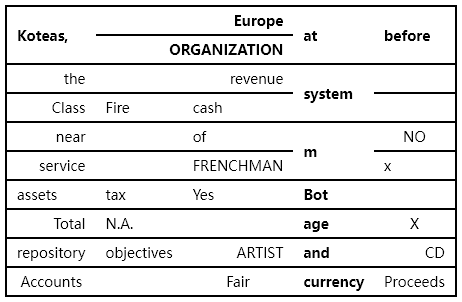 Koteas, Europe at before
ORGANIZATION
the revenue system
Class Fire cash
near of m NO
service FRENCHMAN x
assets tax Yes Bot
Total N.A. age X
repository objectives ARTIST and CD
Accounts Fair currency Proceeds